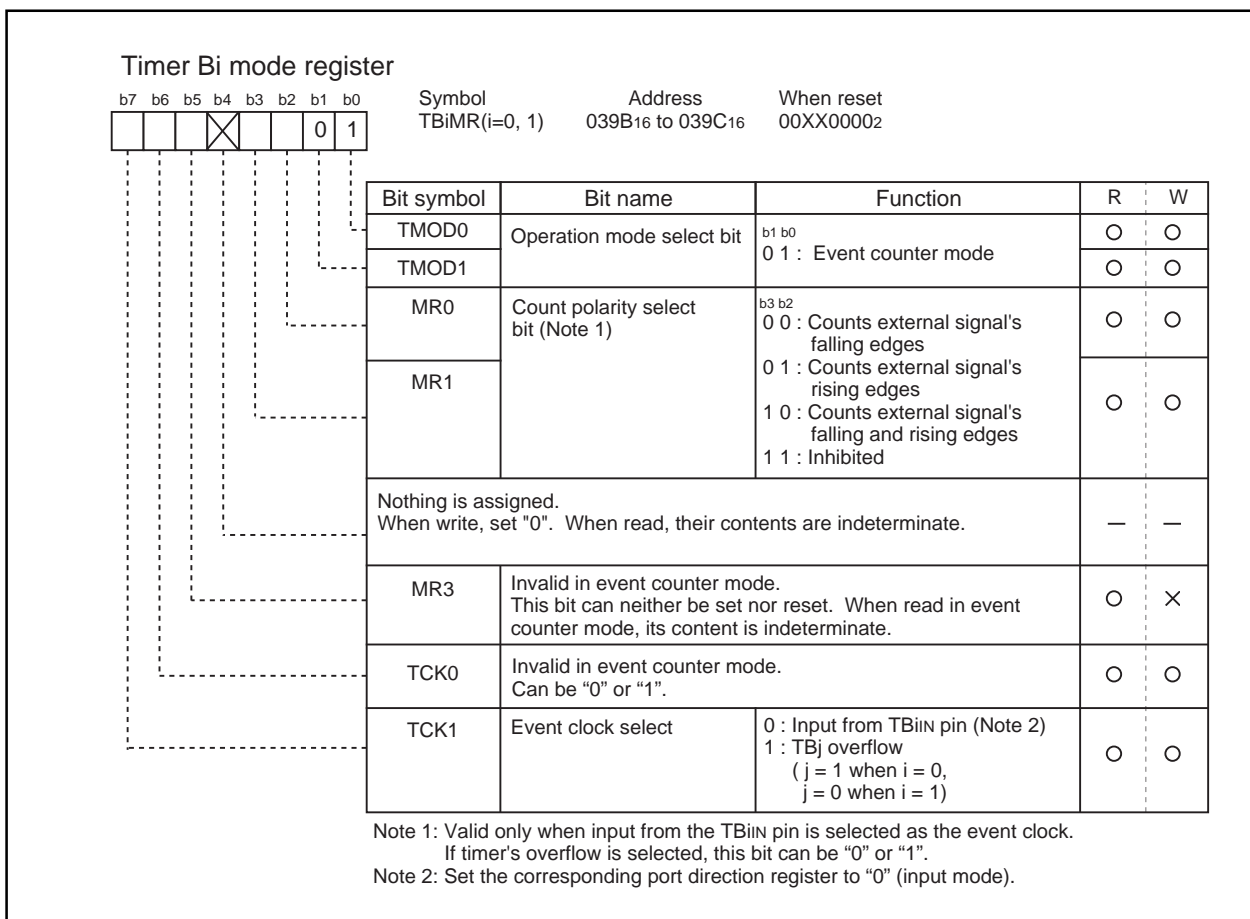 Timer Bi mode register
b7 b6 b5 b4 b3 b2 b1 b0
0 1
Symbol Address When reset
TBiMR(i=0, 1) 039B16 to 039C16 00XX00002
Bit symbol Bit name Function R W
TMOD0
TMOD1
Operation mode select bit
b1 b0
0 1 : Event counter mode
MR0
MR1
Count polarity select
bit (Note 1)
b3 b2
0 0 : Counts external signal's
falling edges
0 1 : Counts external signal's
rising edges
1 0 : Counts external signal's
falling and rising edges
1 1 : Inhibited
Nothing is assigned.
When write, set "0". When read, their contents are indeterminate.
MR3
Invalid in event counter mode.
This bit can neither be set nor reset. When read in event
counter mode, its content is indeterminate.
TCK0
Invalid in event counter mode.
Can be “0” or “1”.
TCK1
Event clock select
0 : Input from TBiIN pin (Note 2)
1 : TBj overflow
( j = 1 when i = 0,
j = 0 when i = 1)
Note 1: Valid only when input from the TBiIN pin is selected as the event clock.
If timer's overflow is selected, this bit can be “0” or “1”.
Note 2: Set the corresponding port direction register to “0” (input mode).